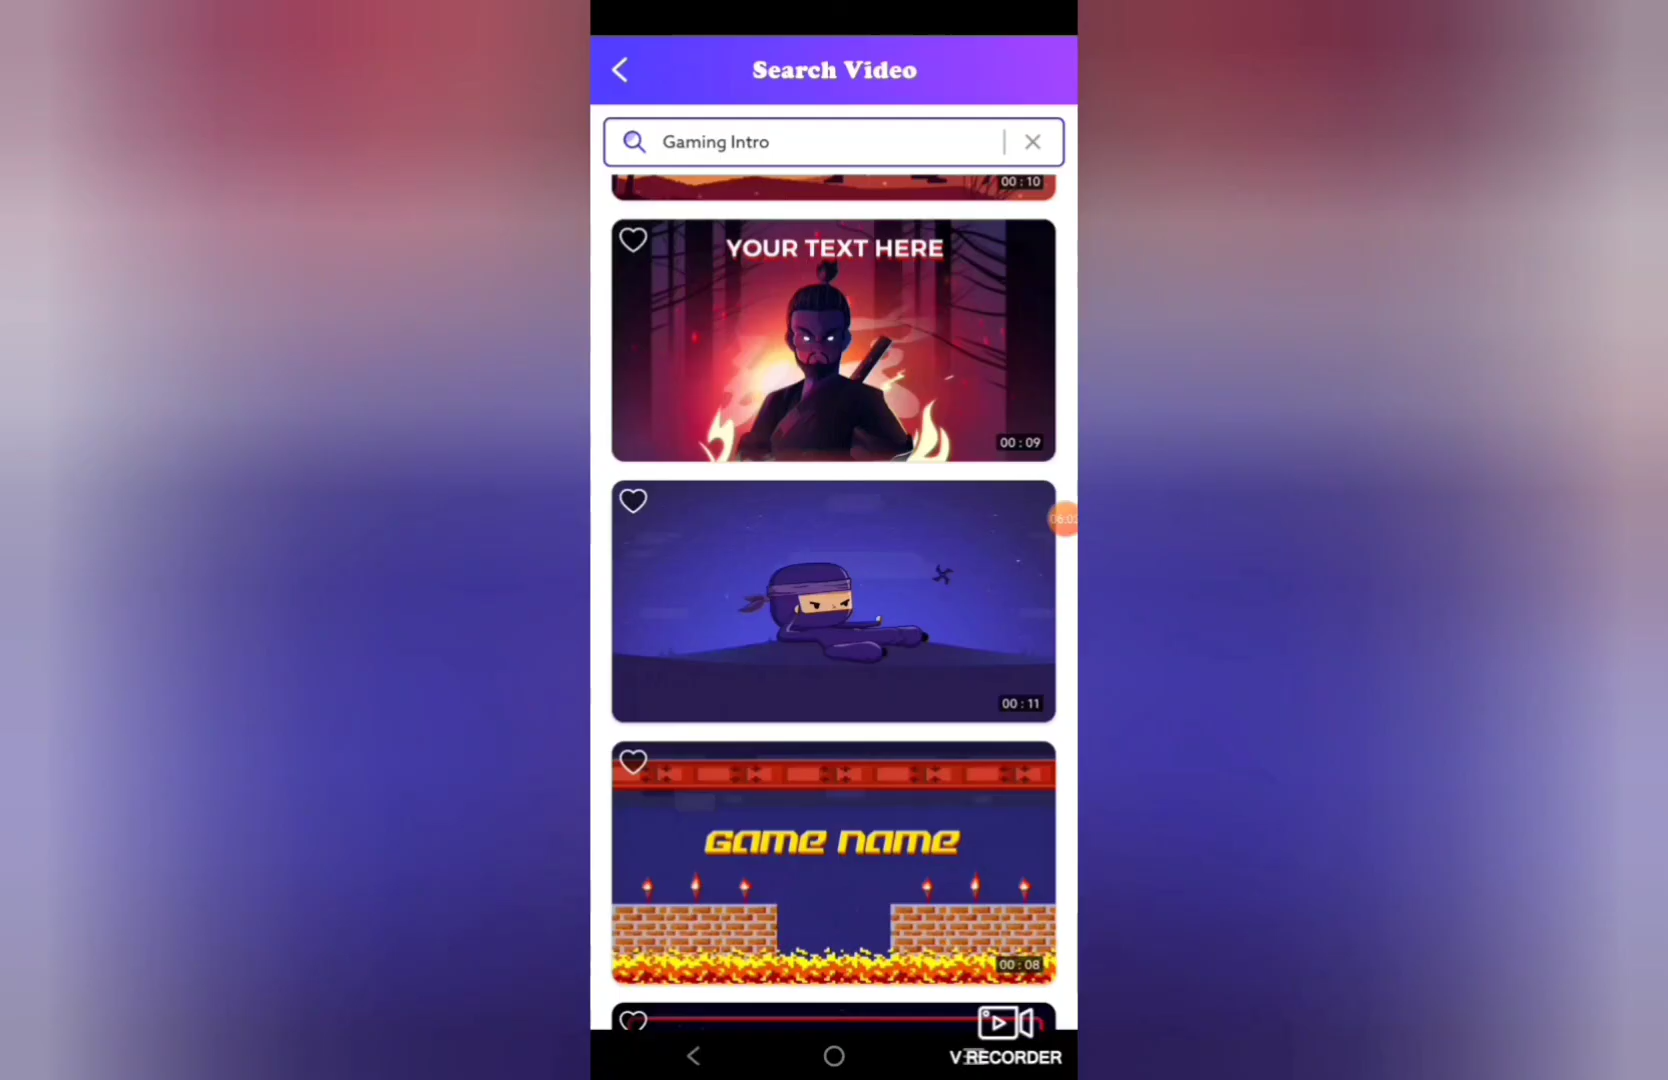 Search Video
Gaming Intro
00 : 10
YOUR TEXT HERE
00 : 09
00 : 11
GAME NAME
00 : 08
V RECORDER